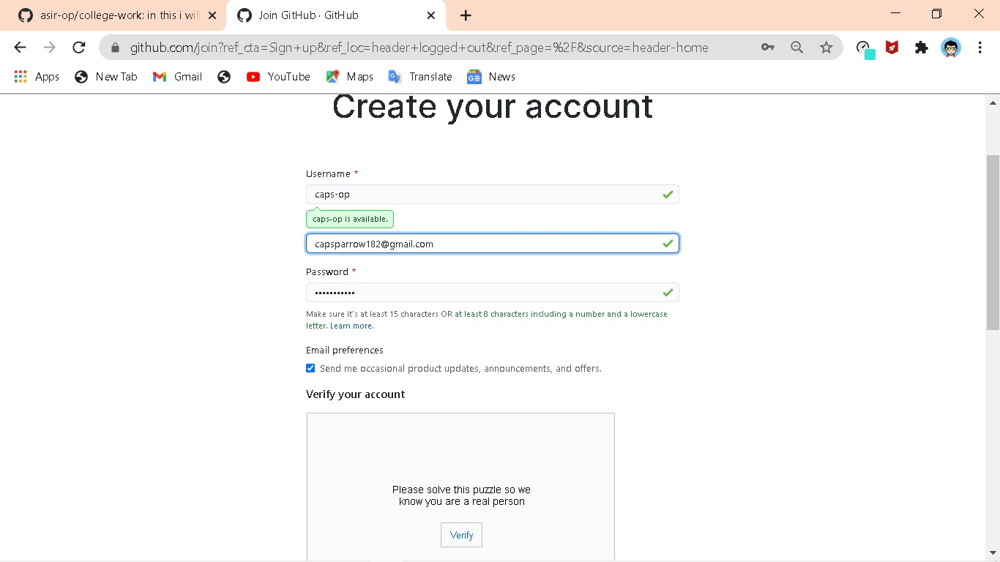 asir-op/college-work: in this i wil
Join GitHub · GitHub
github.com/join?ref_cta=Sign+up&ref_loc=header+logged+out&ref_page=%2F&source=header-home
Apps
New Tab
Gmail
YouTube
Maps
Translate
News
Create your account
Username *
caps-op
caps-op is available.
capsparrow182@gmail.com
Password *
•••••••••••
Make sure it's at least 15 characters OR at least 8 characters including a number and a lowercase
letter. Learn more.
Email preferences
Send me occasional product updates, announcements, and offers.
Verify your account
Please solve this puzzle so we
know you are a real person
Verify